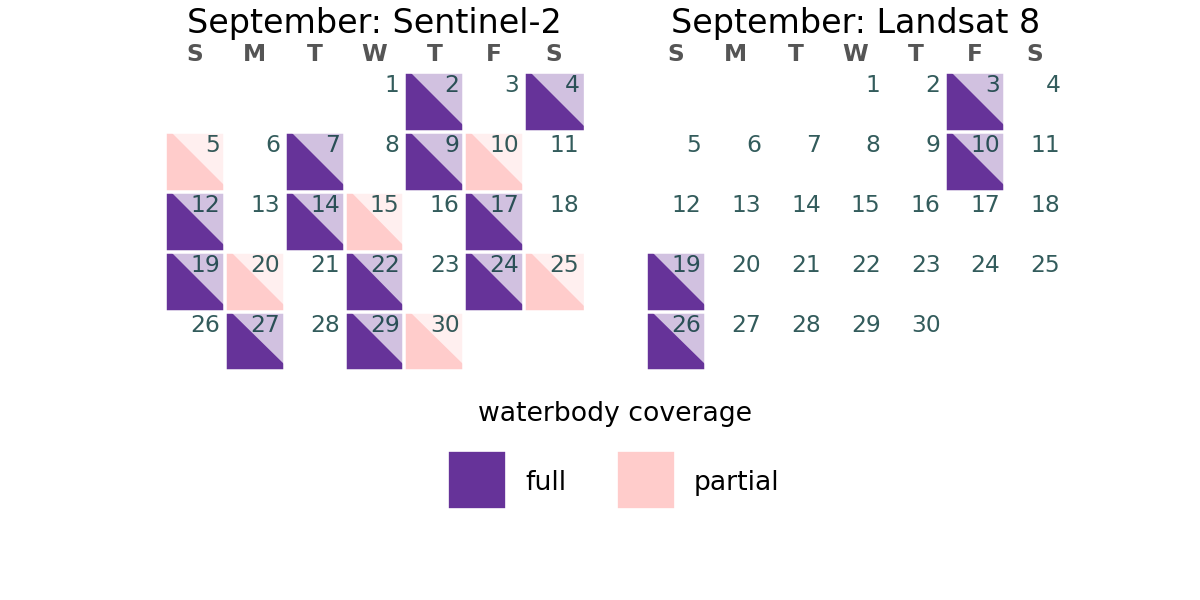 September: Sentinel-2
S M T W T F S
1 2 3 4
5 6 7 8 9 10 11
12 13 14 15 16 17 18
19 20 21 22 23 24 25
26 27 28 29 30
September: Landsat 8
S M T W T F S
1 2 3 4
5 6 7 8 9 10 11
12 13 14 15 16 17 18
19 20 21 22 23 24 25
26 27 28 29 30
waterbody coverage
full partial